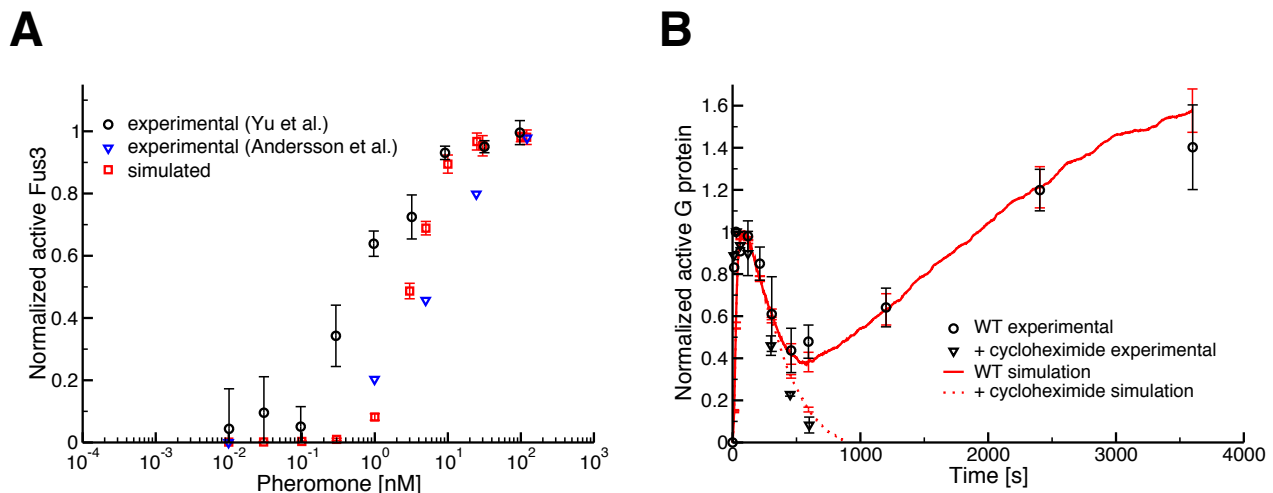 A
B
experimental (Yu et al.)
experimental (Andersson et al.)
simulated
Normalized active Fus3
1
0.8
0.6
0.4
0.2
0
10^-4
10^-3
10^-2
10^-1
10^0
10^1
10^2
10^3
Pheromone [nM]
Normalized active G protein
1.6
1.4
1.2
1
0.8
0.6
0.4
0.2
0
WT experimental
+ cycloheximide experimental
WT simulation
+ cycloheximide simulation
0
1000
2000
3000
4000
Time [s]